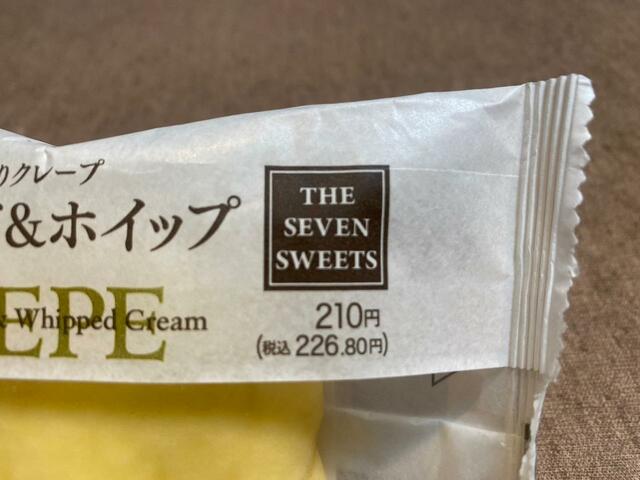 りクレープ
&ホイップ
THE
SEVEN
SWEETS
EPE
& Whipped Cream
210円
(税込 226.80円)